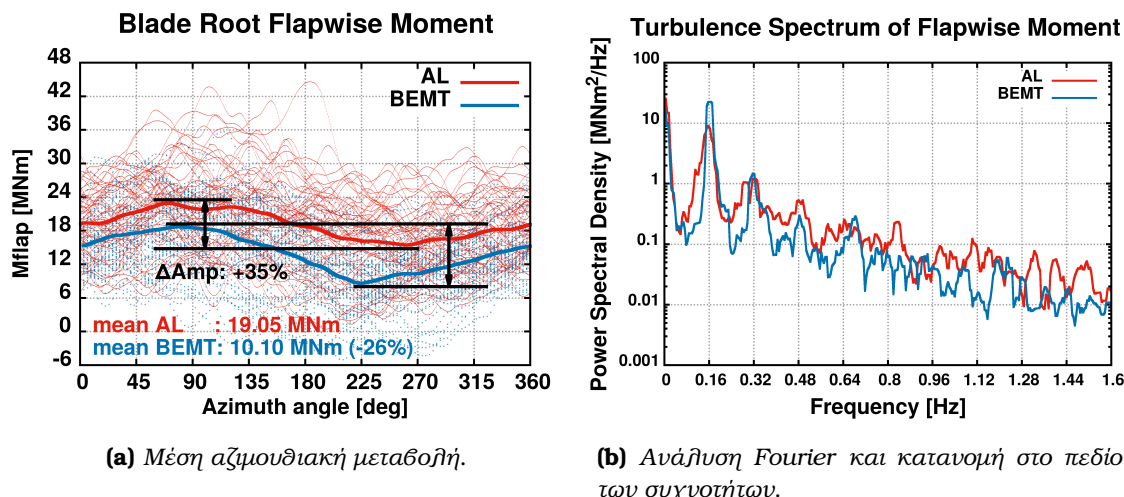 Blade Root Flapwise Moment
48
42
36
30
24
18
12
6
0
-6
Mflap [MNm]
AL
BEMT
ΔAmp: +35%
mean AL : 19.05 MNm
mean BEMT: 10.10 MNm (-26%)
0 45 90 135 180 225 270 315 360
Azimuth angle [deg]
(a) Μέση αζιμουθιακή μεταβολή.
Turbulence Spectrum of Flapwise Moment
100
10
1
0.1
0.01
0.001
Power Spectral Density [MNm²/Hz]
AL
BEMT
0 0.16 0.32 0.48 0.64 0.8 0.96 1.12 1.28 1.44 1.6
Frequency [Hz]
(b) Ανάλυση Fourier και κατανομή στο πεδίο
των συχνοτήτων.